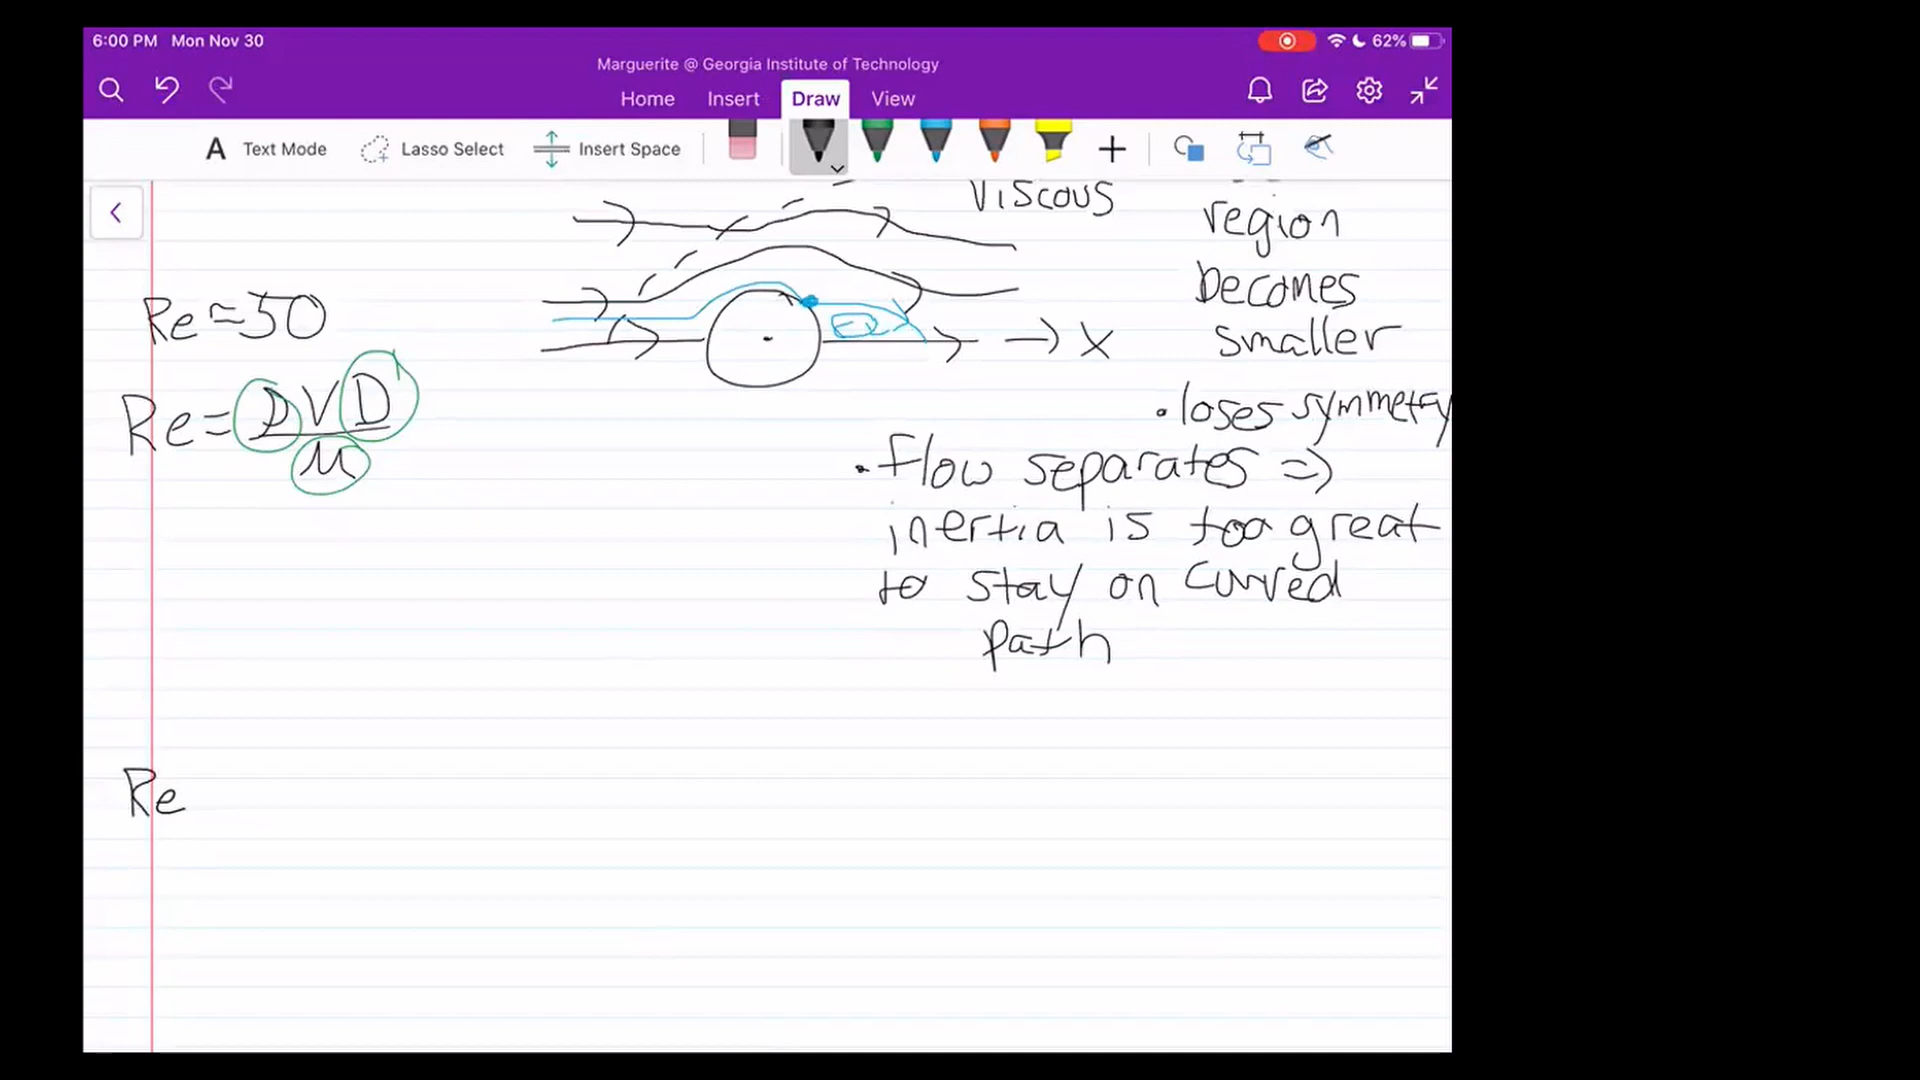 6:00 PM Mon Nov 30
62%
Marguerite @ Georgia Institute of Technology
Home Insert Draw View
A Text Mode Lasso Select Insert Space
Viscous
region
becomes
smaller
Re≈50
→ X
• loses symmetry
Re = ρVD/μ
• flow separates ⇒
inertia is too great
to stay on curved
path
Re